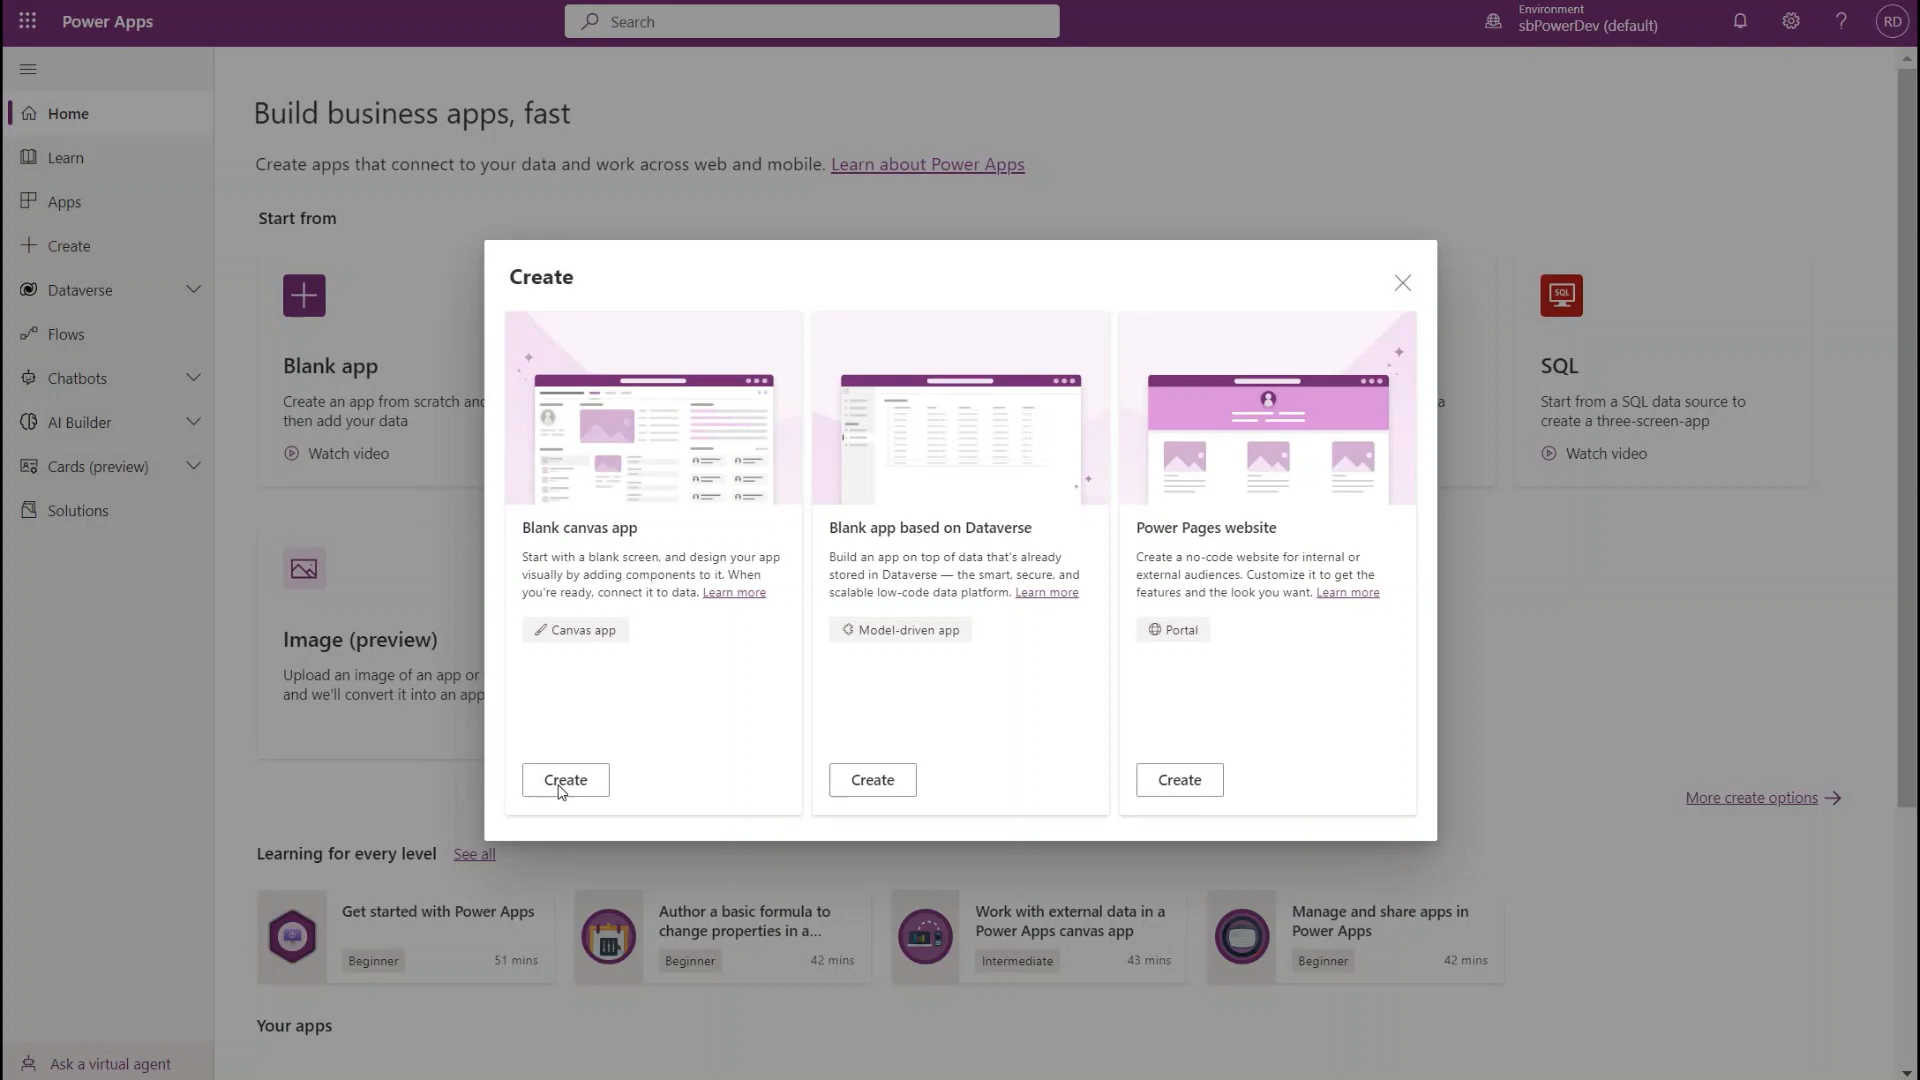 Power Apps
Search
Environment
sbPowerDev (default)
RD
Home
Learn
Apps
Create
Dataverse
Flows
Chatbots
AI Builder
Cards (preview)
Solutions
Ask a virtual agent
Build business apps, fast
Create apps that connect to your data and work across web and mobile. Learn about Power Apps
Start from
Blank app
Create an app from scratch and
then add your data
Watch video
Image (preview)
Upload an image of an app or
and we'll convert it into an app
Create
Blank canvas app
Start with a blank screen, and design your app
visually by adding components to it. When
you're ready, connect it to data. Learn more
Canvas app
Create
Blank app based on Dataverse
Build an app on top of data that's already
stored in Dataverse — the smart, secure, and
scalable low-code data platform. Learn more
Model-driven app
Create
Power Pages website
Create a no-code website for internal or
external audiences. Customize it to get the
features and the look you want. Learn more
Portal
Create
a
SQL
SQL
Start from a SQL data source to
create a three-screen-app
Watch video
More create options
Learning for every level See all
Get started with Power Apps
Beginner 51 mins
Author a basic formula to
change properties in a...
Beginner 42 mins
Work with external data in a
Power Apps canvas app
Intermediate 43 mins
Manage and share apps in
Power Apps
Beginner 42 mins
Your apps